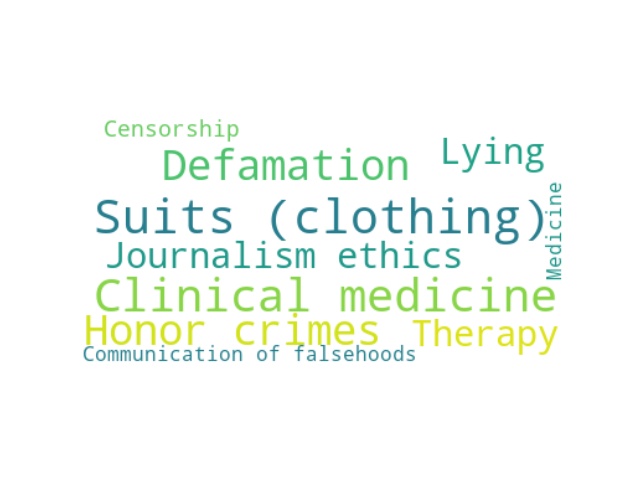 Censorship
Lying
Defamation
Medicine
Suits (clothing)
Journalism ethics
Clinical medicine
Honor crimes
Therapy
Communication of falsehoods